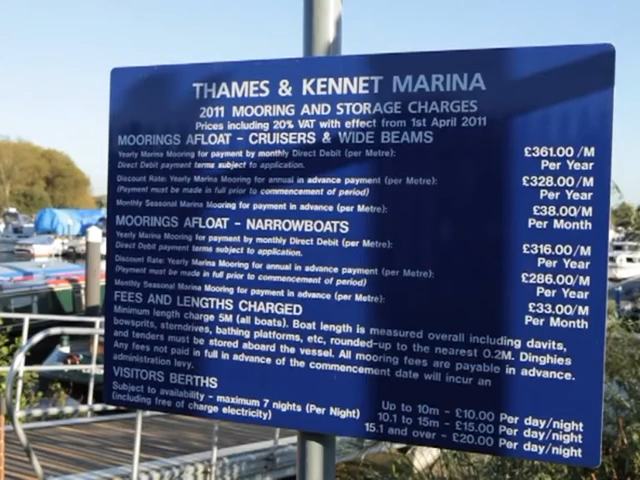 THAMES & KENNET MARINA
2011 MOORING AND STORAGE CHARGES
Prices including 20% VAT with effect from 1st April 2011
MOORINGS AFLOAT - CRUISERS & WIDE BEAMS
Yearly Marina Mooring for payment by monthly Direct Debit (per Metre): £361.00/M
Direct Debit payment terms subject to application. Per Year
Discount Rate: Yearly Marina Mooring for annual in advance payment (per Metre): £328.00/M
(Payment must be made in full prior to commencement of period) Per Year
Monthly Seasonal Marina Mooring for payment in advance (per Metre): £38.00/M
Per Month
MOORINGS AFLOAT - NARROWBOATS
Yearly Marina Mooring for payment by monthly Direct Debit (per Metre): £316.00/M
Direct Debit payment terms subject to application. Per Year
Discount Rate: Yearly Marina Mooring for annual in advance payment (per Metre): £286.00/M
(Payment must be made in full prior to commencement of period) Per Year
Monthly Seasonal Marina Mooring for payment in advance (per Metre): £33.00/M
Per Month
FEES AND LENGTHS CHARGED
Minimum length charge 5M (all boats). Boat length is measured overall including davits,
bowsprits, sterndrives, bathing platforms, etc, rounded-up to the nearest 0.2M. Dinghies
and tenders must be stored aboard the vessel. All mooring fees are payable in advance.
Any fees not paid in full in advance of the commencement date will incur an
administration levy.
VISITORS BERTHS
Subject to availability - maximum 7 nights (Per Night) Up to 10m - £10.00 Per day/night
(including free of charge electricity) 10.1 to 15m - £15.00 Per day/night
15.1 and over - £20.00 Per day/night